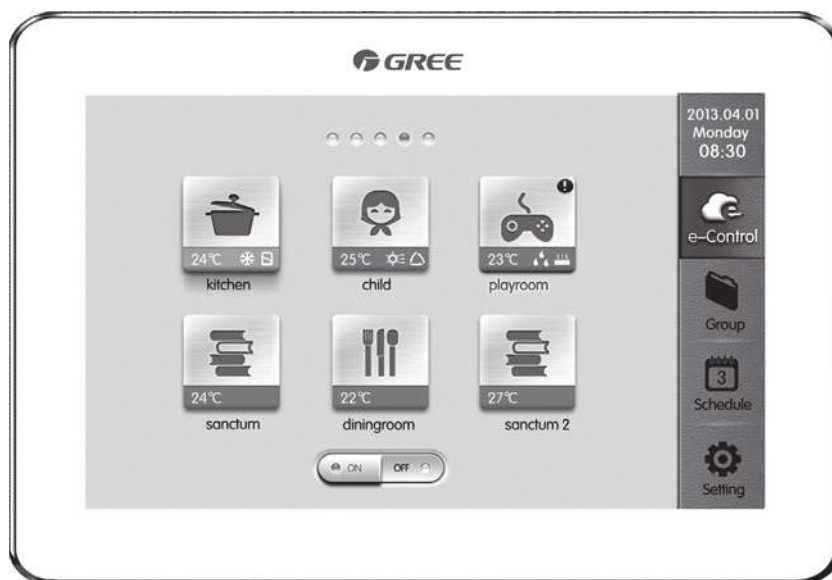 GREE
2013.04.01
Monday
08:30
e-Control
Group
3
Schedule
Setting
24℃
kitchen
25℃
child
23℃
playroom
24℃
sanctum
22℃
diningroom
27℃
sanctum 2
ON OFF